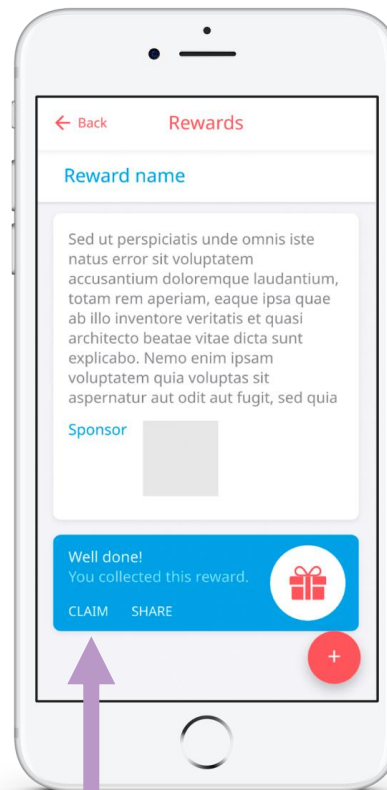 ← Back Rewards
Reward name
Sed ut perspiciatis unde omnis iste
natus error sit voluptatem
accusantium doloremque laudantium,
totam rem aperiam, eaque ipsa quae
ab illo inventore veritatis et quasi
architecto beatae vitae dicta sunt
explicabo. Nemo enim ipsam
voluptatem quia voluptas sit
aspernatur aut odit aut fugit, sed quia
Sponsor
Well done!
You collected this reward.
CLAIM SHARE
+